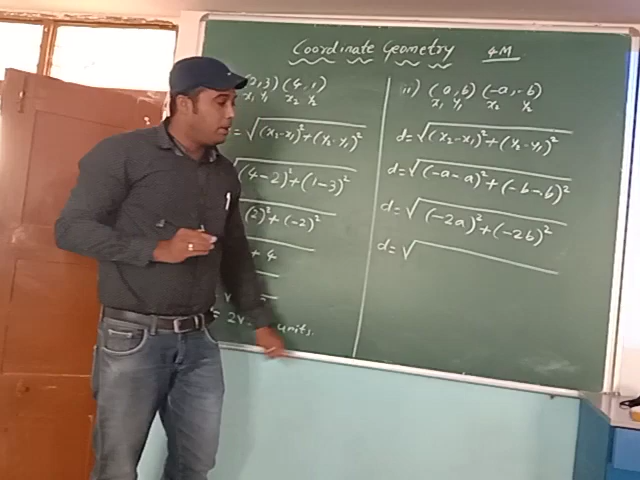 Coordinate Geometry 4M
2,3) (4,1)
x₁ y₁ x₂ y₂
= √(x₂-x₁)²+(y₂-y₁)²
√(4-2)²+(1-3)²
(2)²+(-2)²
+ 4
√
= 2√ units.
ii) (a,b) (-a,-b)
x₁ y₁ x₂ y₂
d=√(x₂-x₁)²+(y₂-y₁)²
d=√(-a-a)²+(-b-b)²
d=√(-2a)²+(-2b)²
d=√